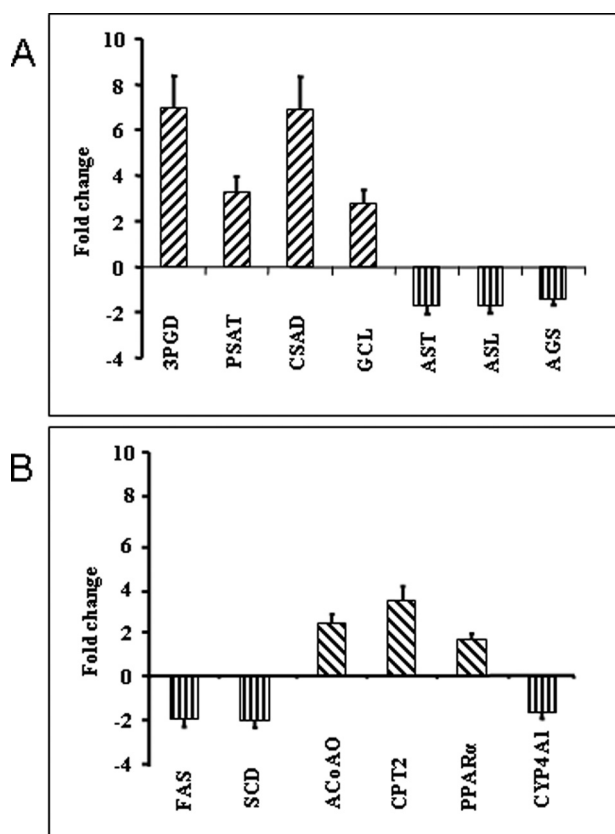 A
Fold change
10
8
6
4
2
0
-2
-4
3PGD
PSAT
CSAD
GCL
AST
ASL
AGS
B
Fold change
10
8
6
4
2
0
-2
-4
FAS
SCD
ACoAO
CPT2
PPARα
CYP4A1